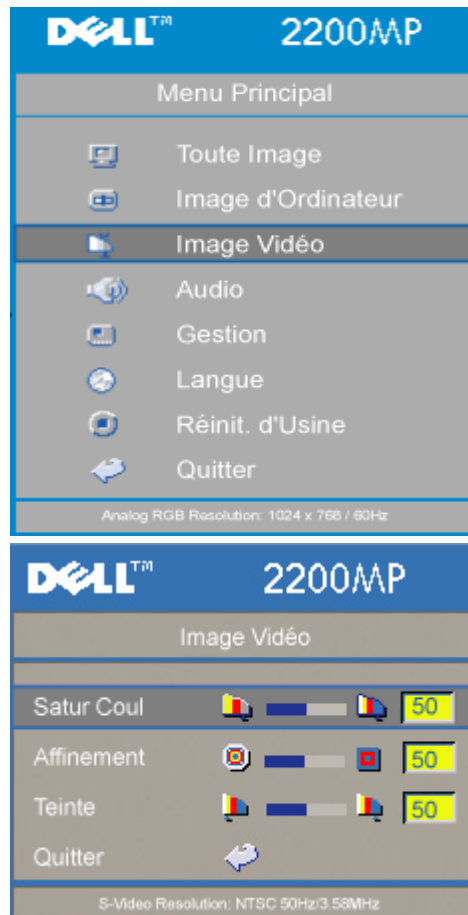 DELL™ 2200MP
Menu Principal
Toute Image
Image d'Ordinateur
Image Vidéo
Audio
Gestion
Langue
Réinit. d'Usine
Quitter
Analog RGB Resolution: 1024 x 768 / 60Hz
DELL™ 2200MP
Image Vidéo
Satur Coul 50
Affinement 50
Teinte 50
Quitter
S-Video Resolution: NTSC 50Hz/3.58MHz